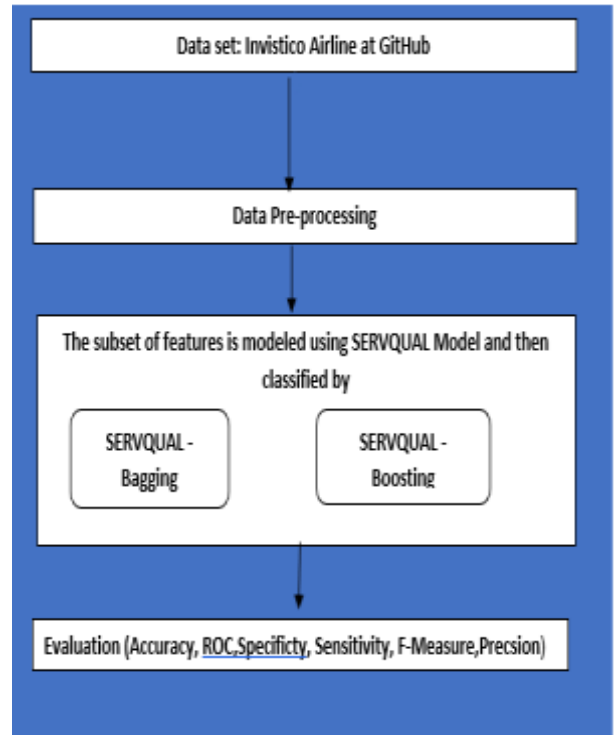 Data set: Invistico Airline at GitHub
Data Pre-processing
The subset of features is modeled using SERVQUAL Model and then
classified by
SERVQUAL -
Bagging
SERVQUAL -
Boosting
Evaluation (Accuracy, ROC,Specificty, Sensitivity, F-Measure,Precsion)